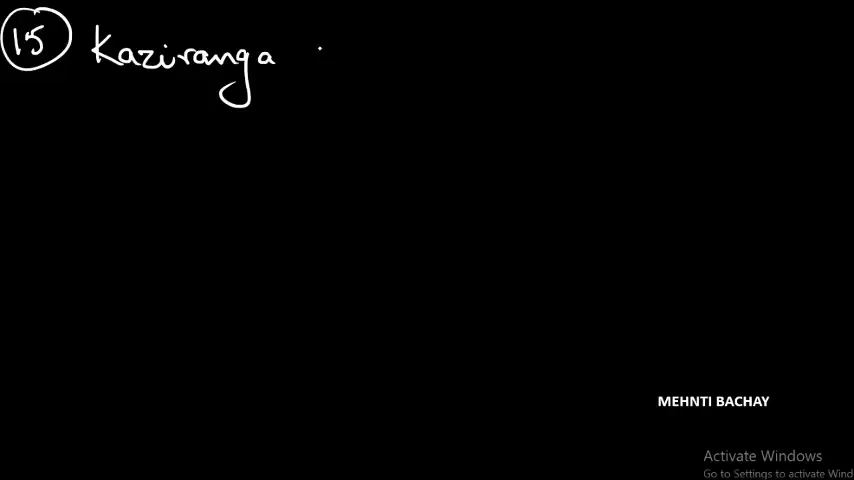 15 Kaziranga
MEHNTI BACHAY
Activate Windows
Go to Settings to activate Wind